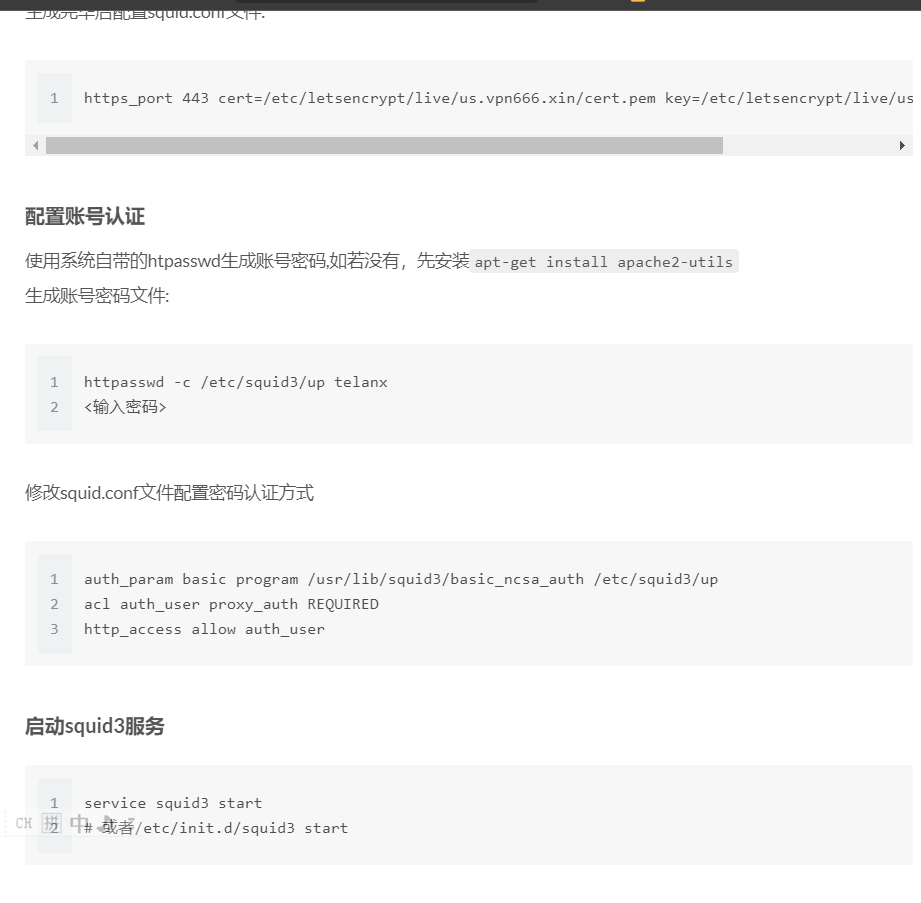 生成完毕后配置squid.conf文件:
1 https_port 443 cert=/etc/letsencrypt/live/us.vpn666.xin/cert.pem key=/etc/letsencrypt/live/us
配置账号认证
使用系统自带的htpasswd生成账号密码,如若没有，先安装 apt-get install apache2-utils
生成账号密码文件:
1 httpasswd -c /etc/squid3/up telanx
2 <输入密码>
修改squid.conf文件配置密码认证方式
1 auth_param basic program /usr/lib/squid3/basic_ncsa_auth /etc/squid3/up
2 acl auth_user proxy_auth REQUIRED
3 http_access allow auth_user
启动squid3服务
1 service squid3 start
2 # 或者/etc/init.d/squid3 start
CH 拼 中